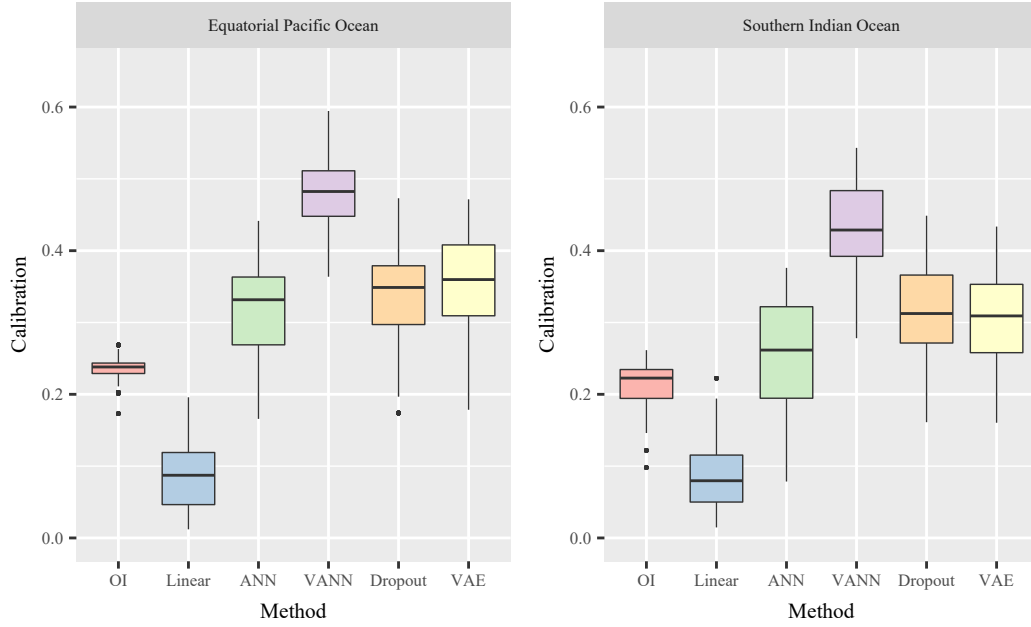 Equatorial Pacific Ocean
Calibration
0.6
0.4
0.2
0.0
OI Linear ANN VANN Dropout VAE
Method
Southern Indian Ocean
Calibration
0.6
0.4
0.2
0.0
OI Linear ANN VANN Dropout VAE
Method